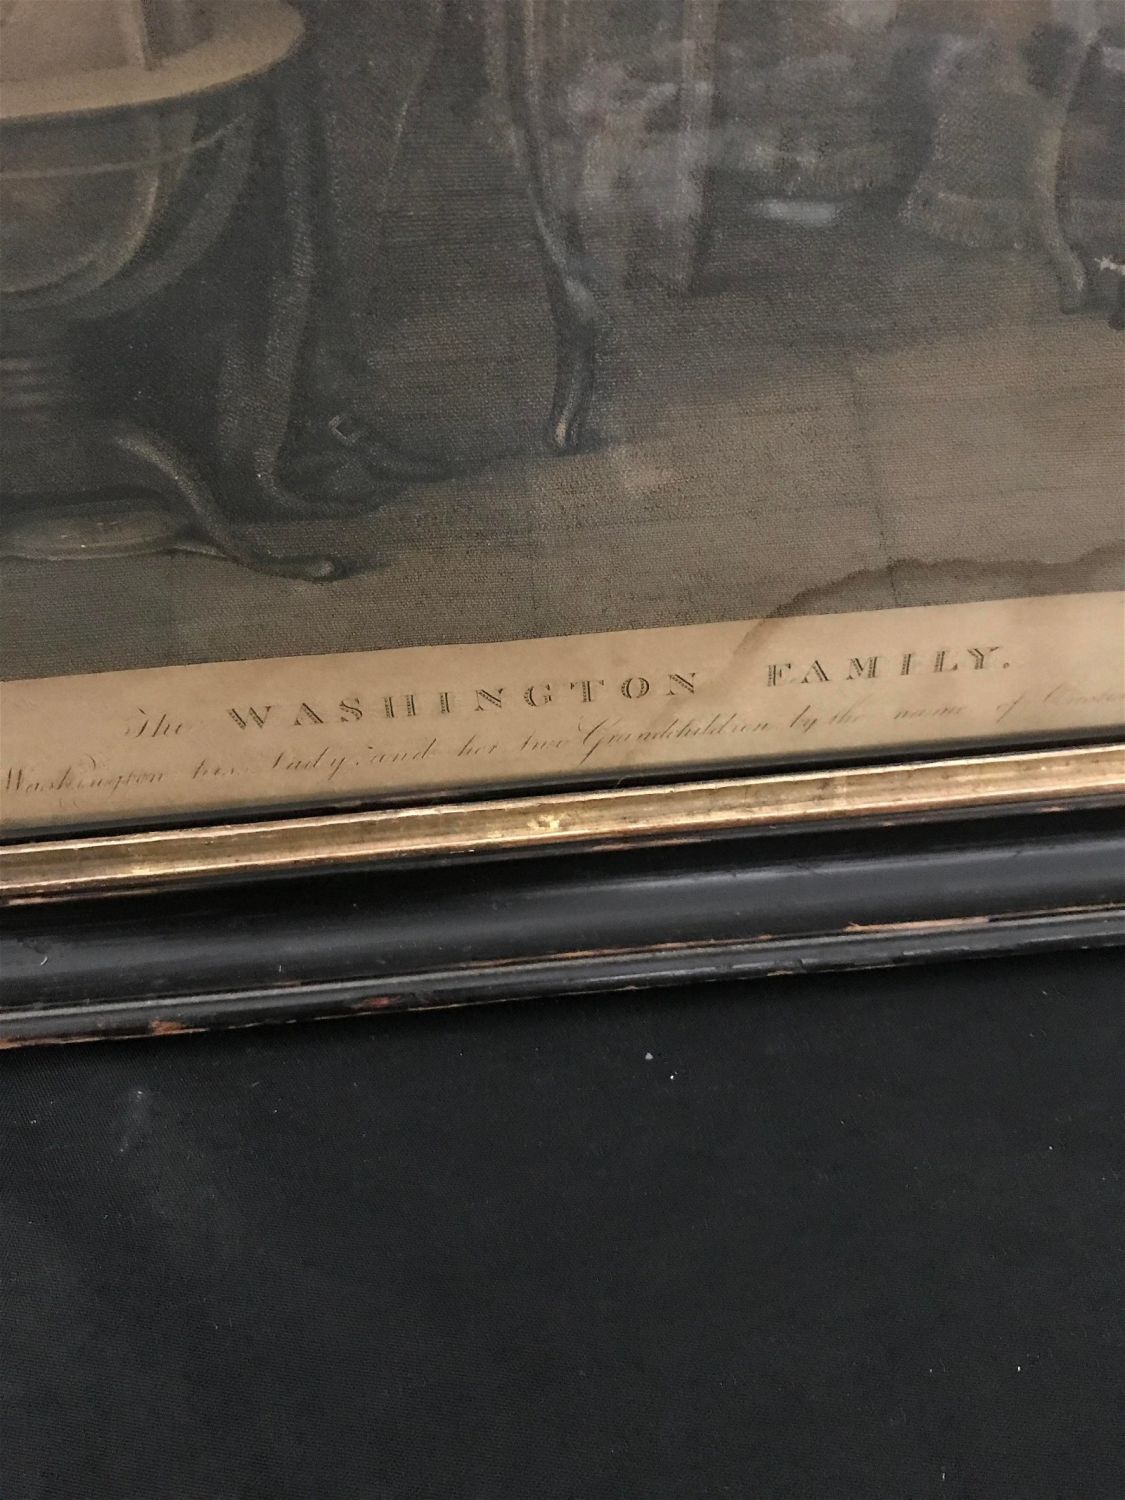 The WASHINGTON FAMILY.
Washington his Lady, and her two Grandchildren by the name of